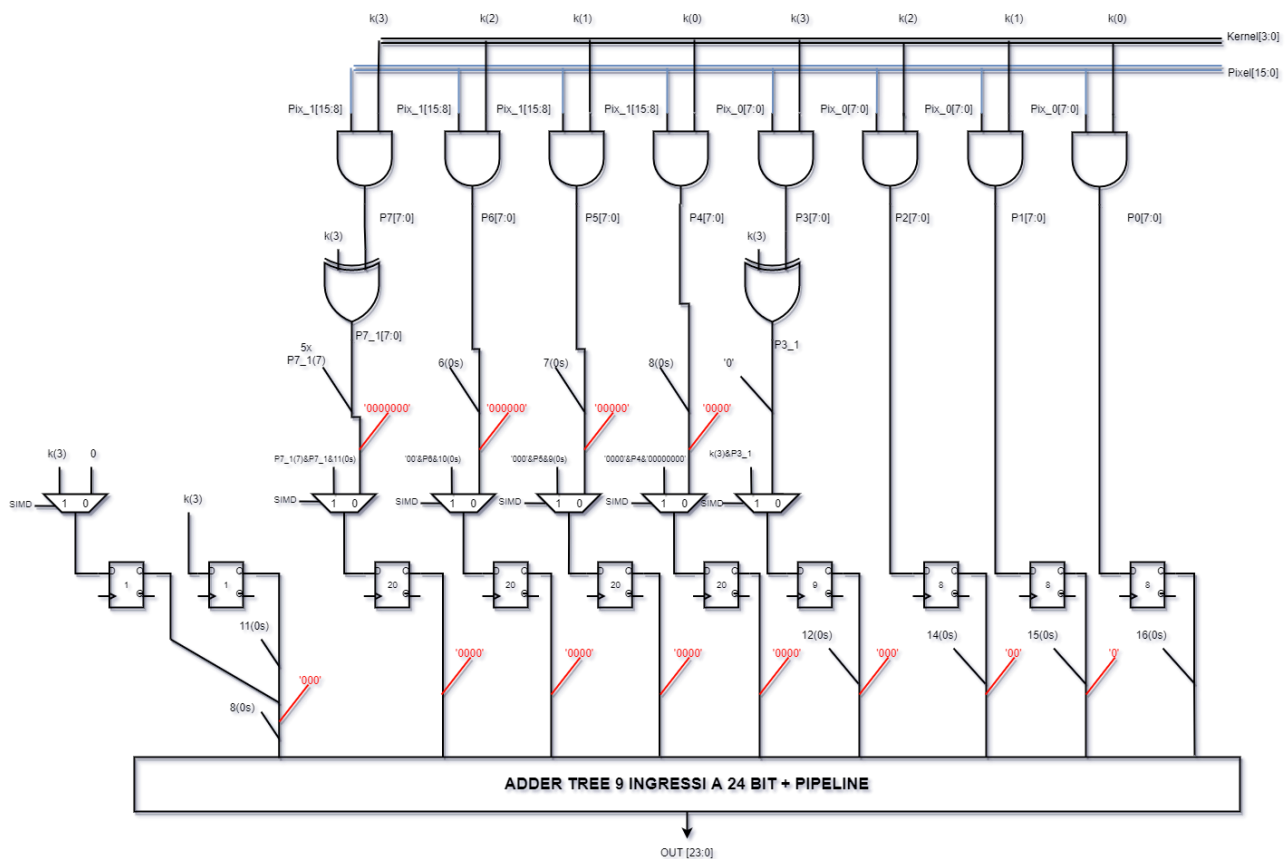 k(3) k(2) k(1) k(0) k(3) k(2) k(1) k(0)
Kernel[3:0]
Pixel[15:0]
Pix_1[15:8] Pix_1[15:8] Pix_1[15:8] Pix_1[15:8] Pix_0[7:0] Pix_0[7:0] Pix_0[7:0] Pix_0[7:0]
P7[7:0] P6[7:0] P5[7:0] P4[7:0] P3[7:0] P2[7:0] P1[7:0] P0[7:0]
k(3) k(3)
P7_1[7:0] P3_1
5x
P7_1(7) 6(0s) 7(0s) 8(0s) '0'
'0000000' '000000' '00000' '0000'
k(3) 0 P7_1(7)&P7_1&11(0s) '00'&P6&10(0s) '000'&P5&9(0s) '0000'&P4&'00000000' k(3)&P3_1
SIMD 1 0 k(3) SIMD 1 0 SIMD 1 0 SIMD 1 0 SIMD 1 0 SIMD 1 0
1 1 20 20 20 20 9 8 8 8
11(0s) 12(0s) 14(0s) 15(0s) 16(0s)
'000' '0000' '0000' '0000' '0000' '000' '00' '0'
8(0s)
ADDER TREE 9 INGRESSI A 24 BIT + PIPELINE
OUT [23:0]